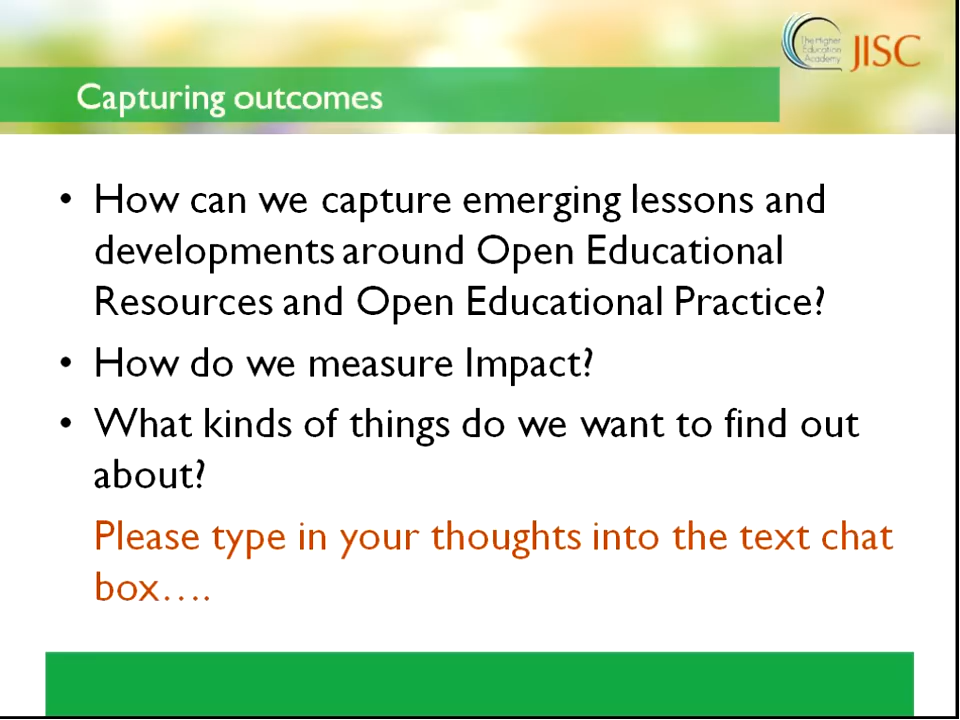 The Higher
Education
Academy
JISC
Capturing outcomes
• How can we capture emerging lessons and
developments around Open Educational
Resources and Open Educational Practice?
• How do we measure Impact?
• What kinds of things do we want to find out
about?
Please type in your thoughts into the text chat
box….